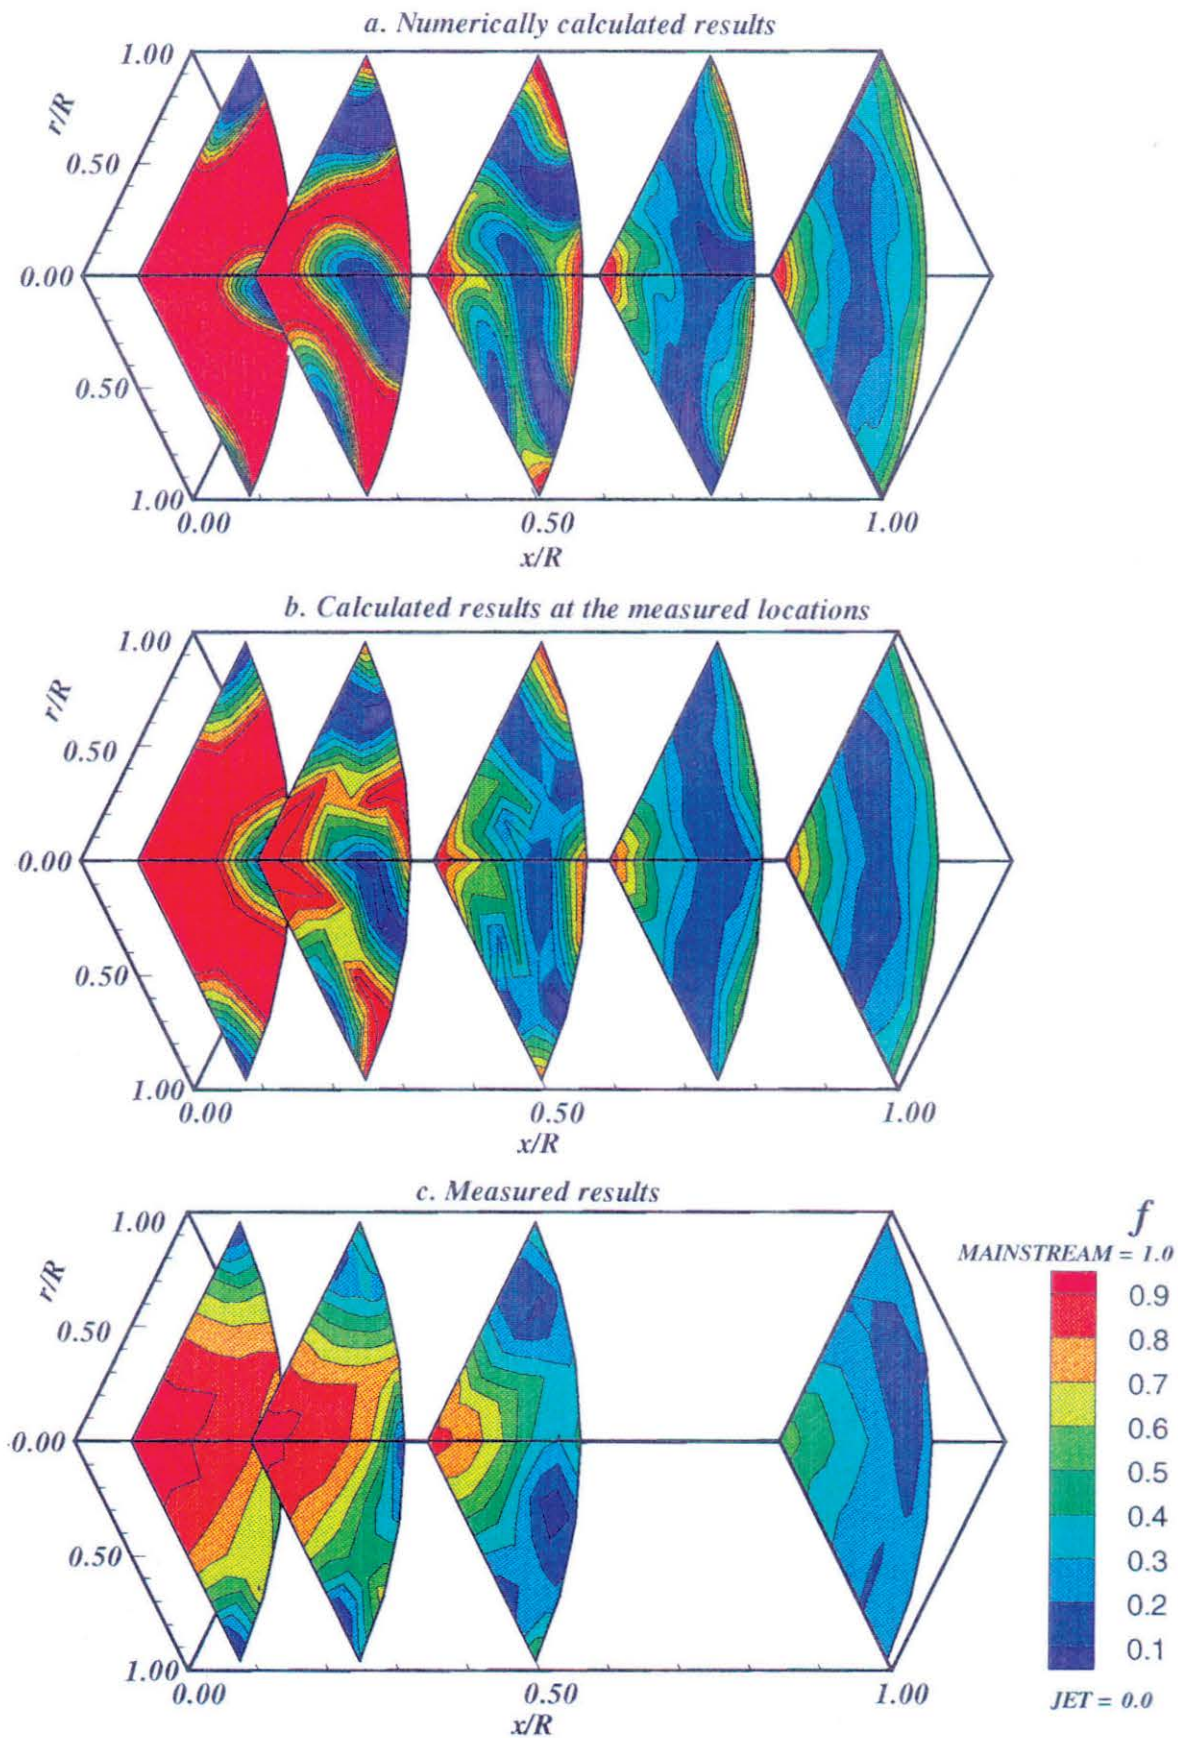 a. Numerically calculated results
1.00
r/R
0.50
0.00
0.50
1.00
0.00 0.50 1.00
x/R
b. Calculated results at the measured locations
1.00
r/R
0.50
0.00
0.50
1.00
0.00 0.50 1.00
x/R
c. Measured results
1.00
r/R
0.50
0.00
0.50
1.00
0.00 0.50 1.00
x/R
f
MAINSTREAM = 1.0
0.9
0.8
0.7
0.6
0.5
0.4
0.3
0.2
0.1
JET = 0.0